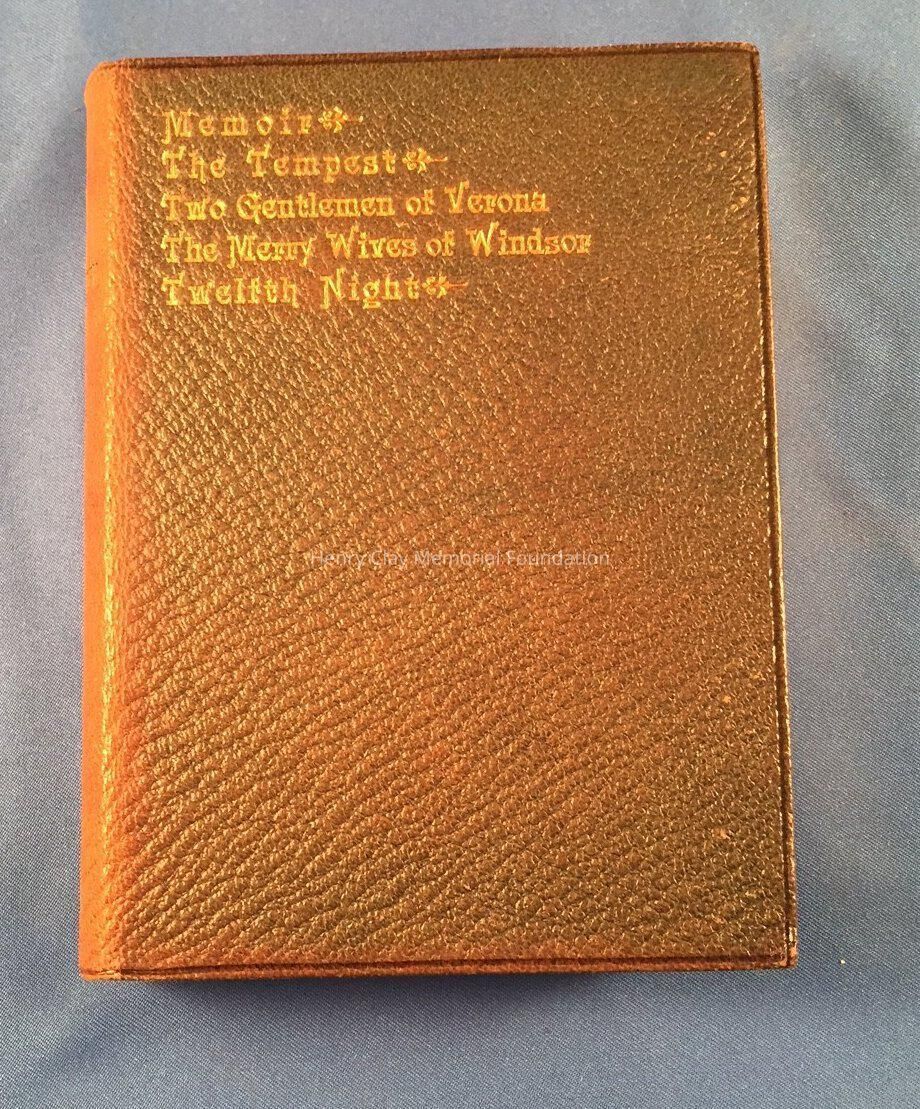 Memoir
The Tempest
Two Gentlemen of Verona
The Merry Wives of Windsor
Twelfth Night
Henry Clay Memorial Foundation